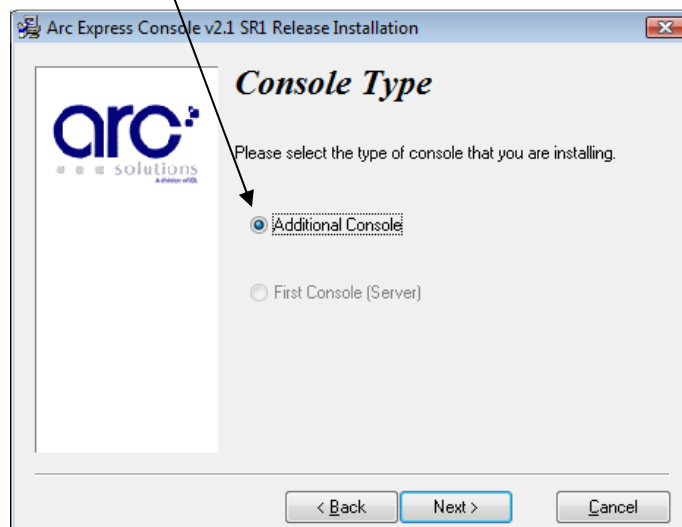 Arc Express Console v2.1 SR1 Release Installation
Console Type
arc
solutions
Please select the type of console that you are installing.
Additional Console
First Console (Server)
< Back
Next >
Cancel